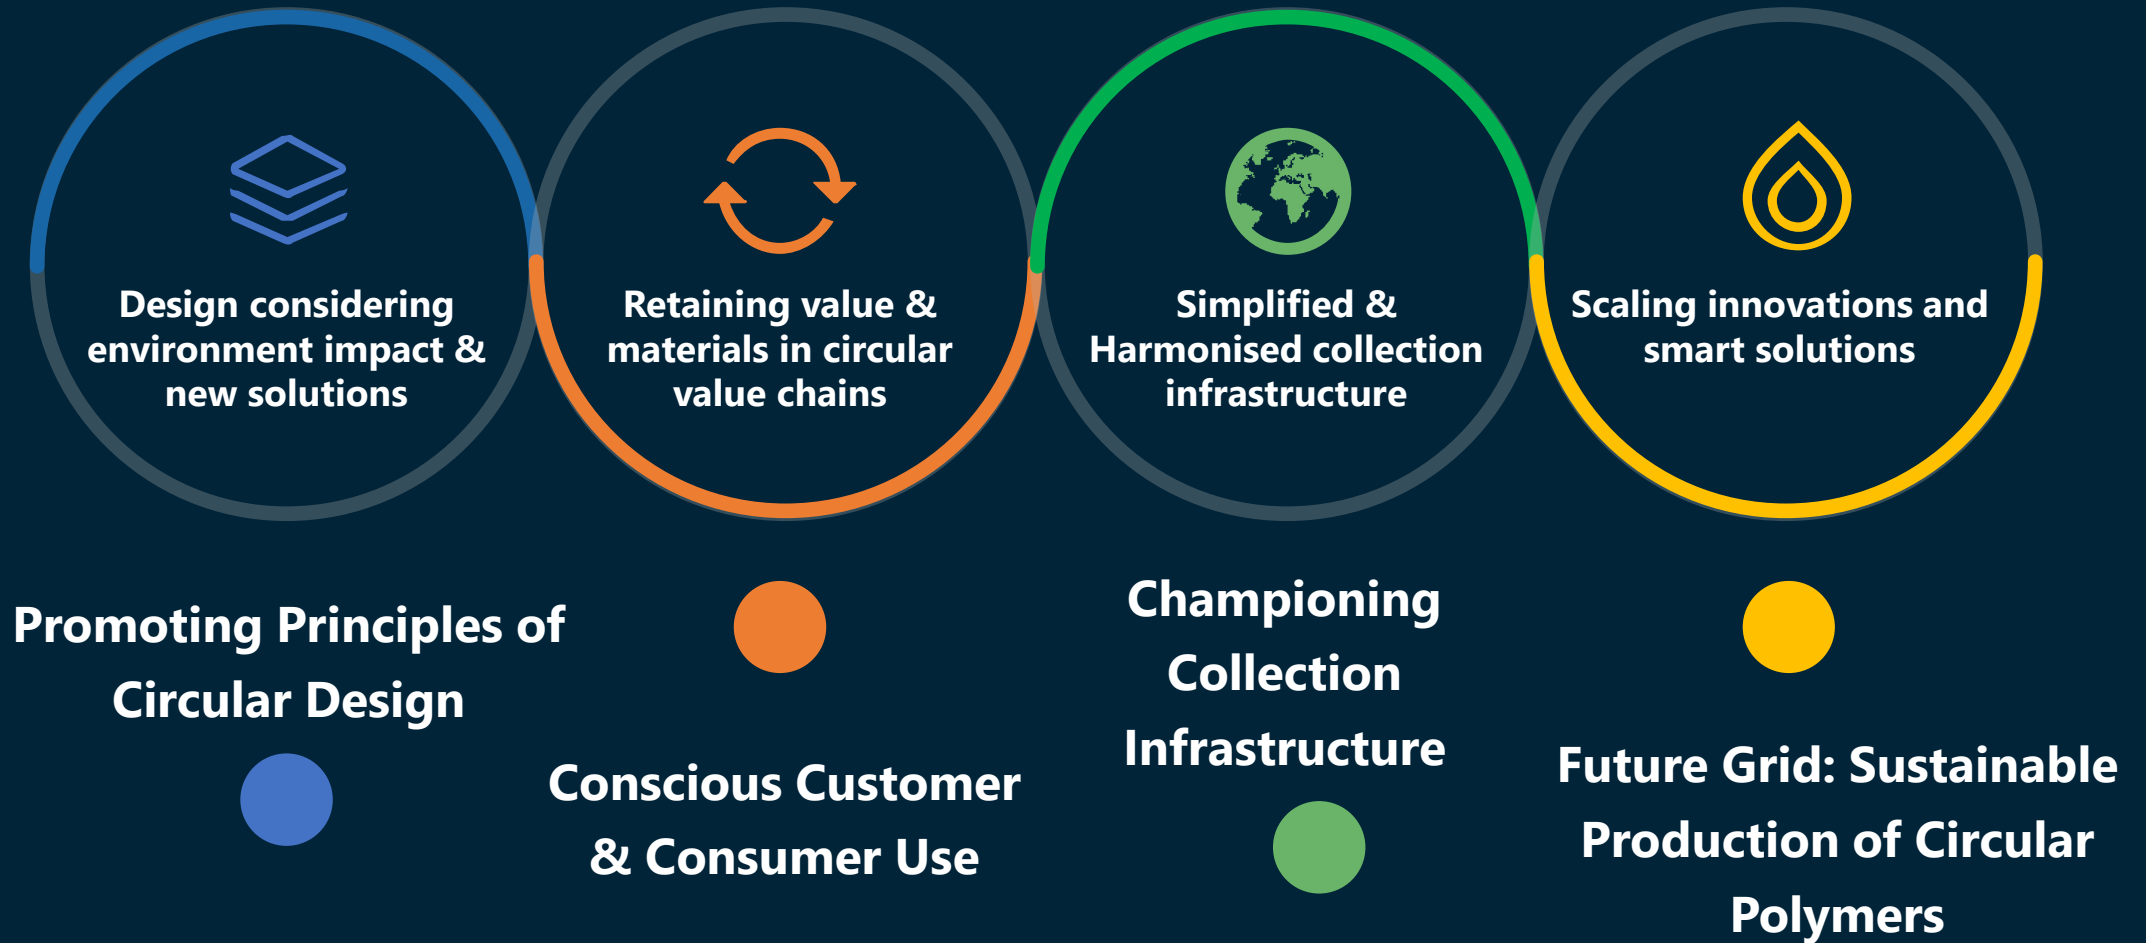 Design considering
environment impact &
new solutions
Retaining value &
materials in circular
value chains
Simplified &
Harmonised collection
infrastructure
Scaling innovations and
smart solutions
Promoting Principles of
Circular Design
Conscious Customer
& Consumer Use
Championing
Collection
Infrastructure
Future Grid: Sustainable
Production of Circular
Polymers